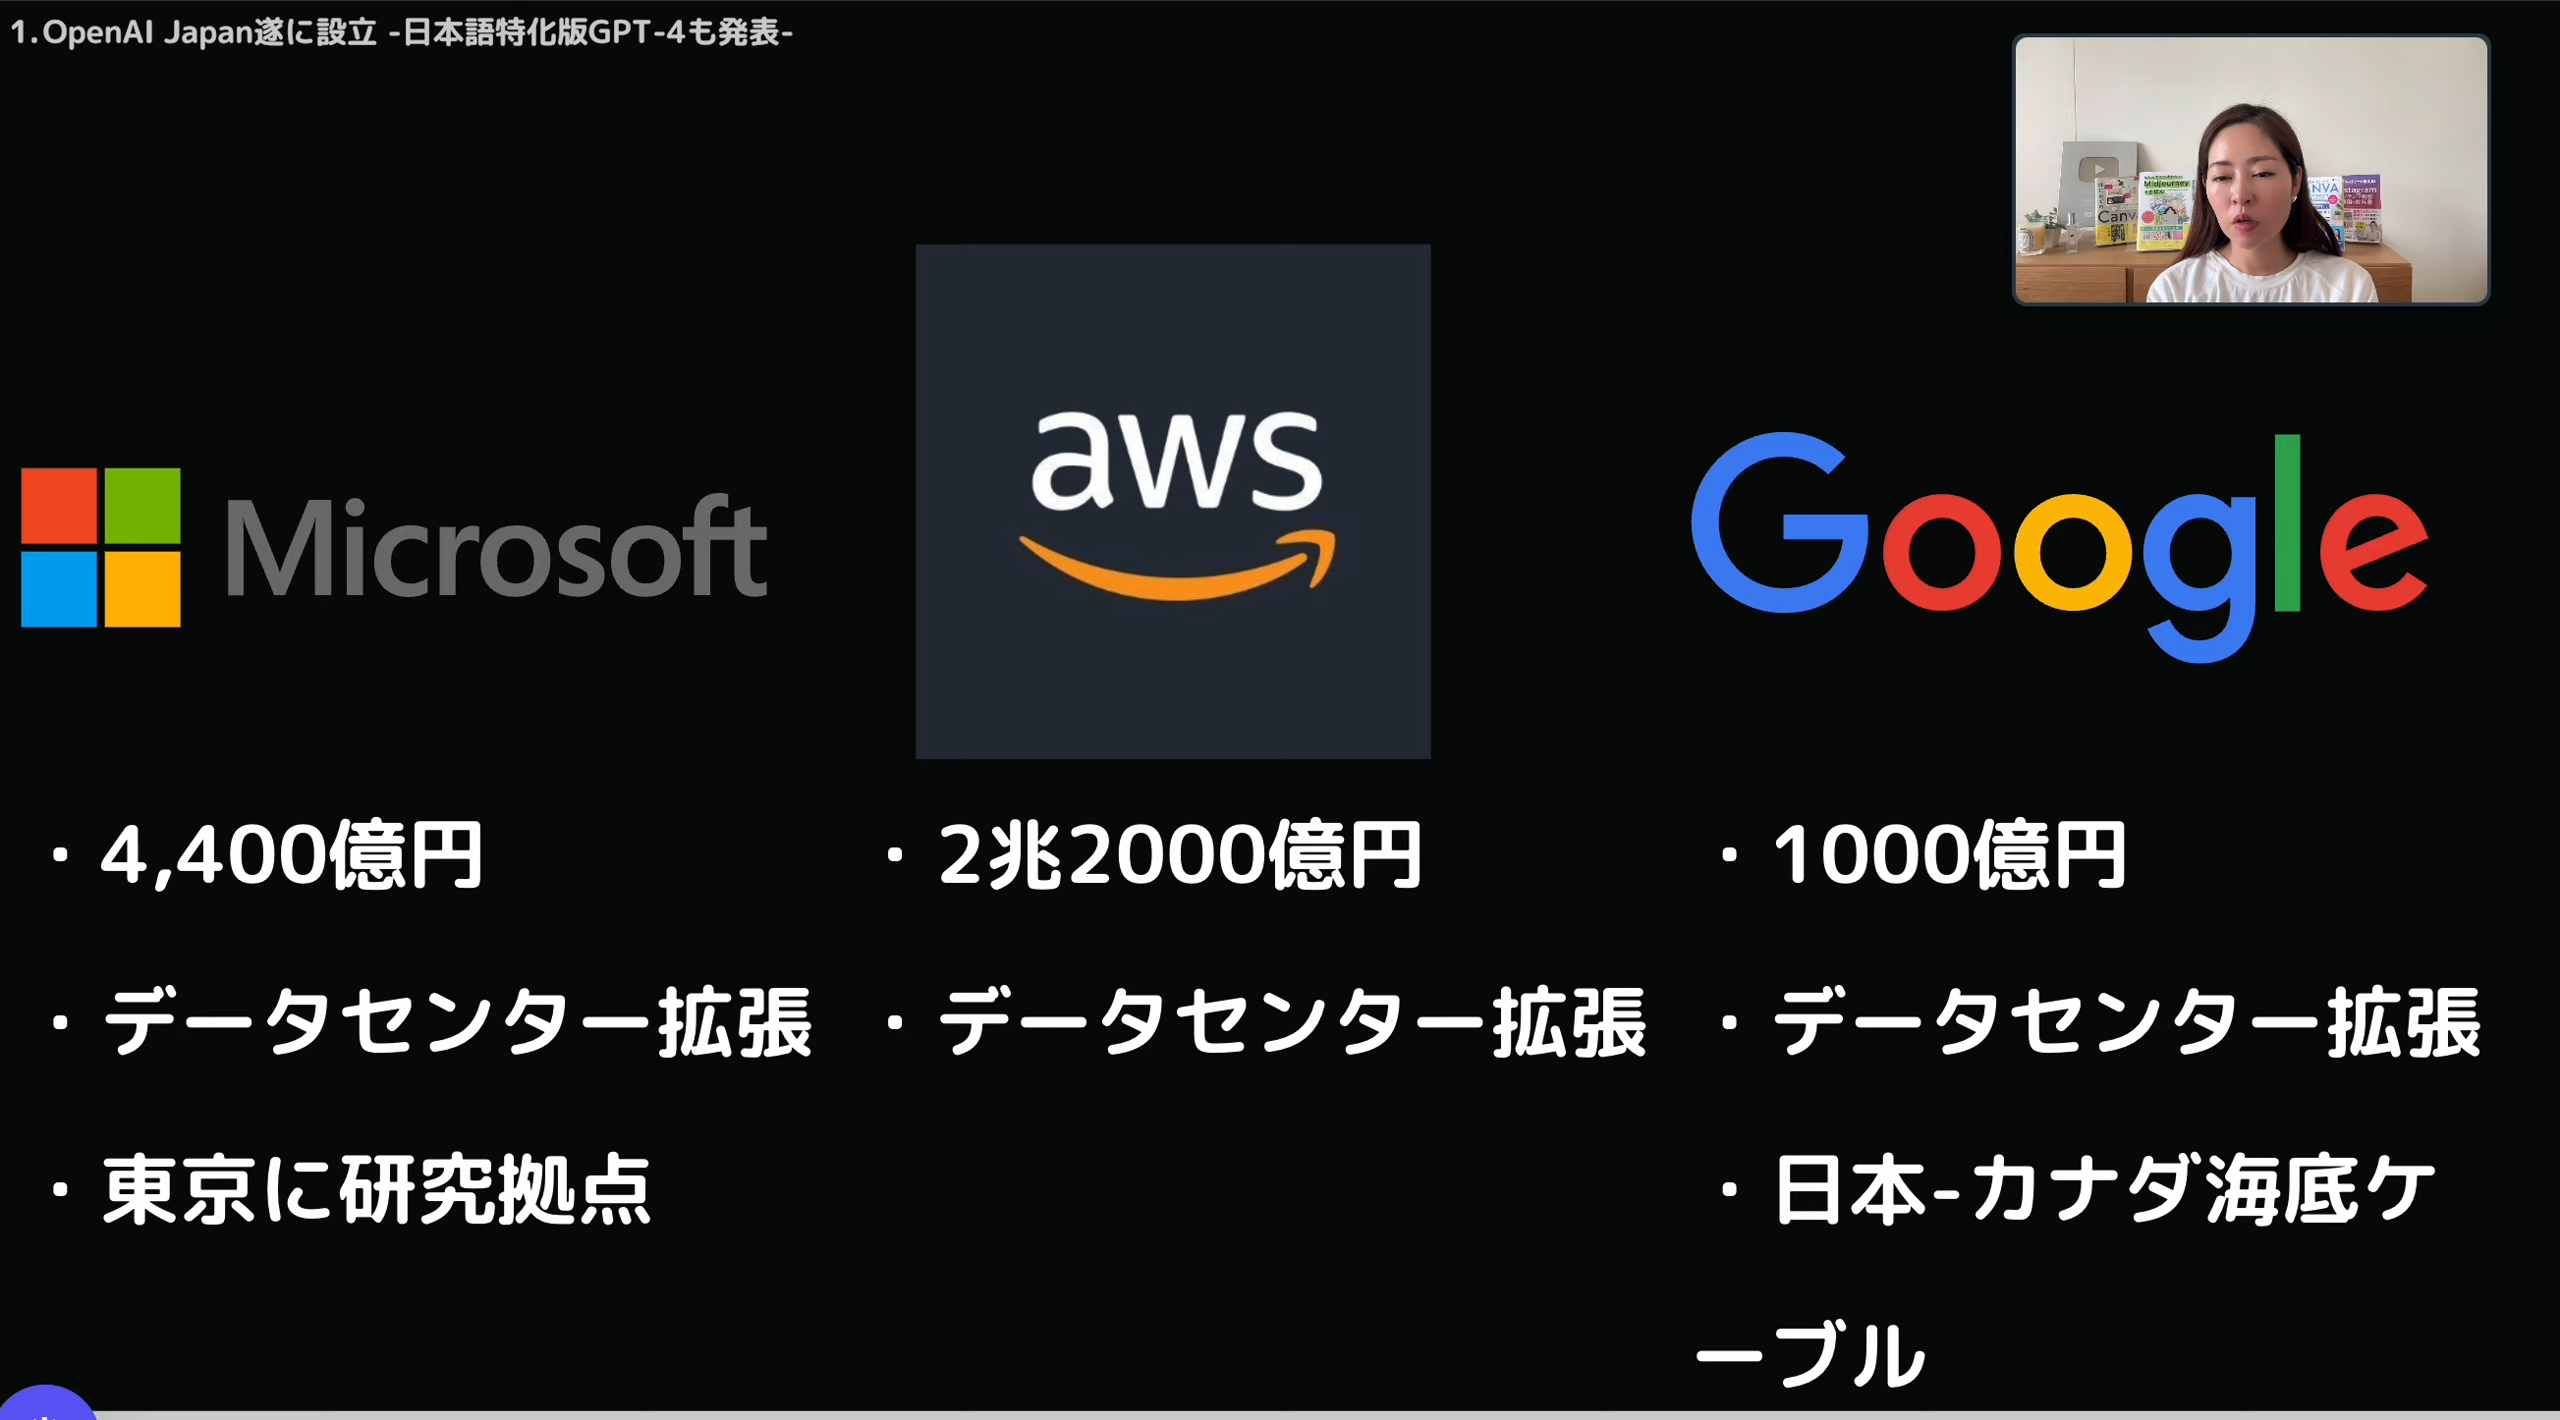 1.OpenAI Japan遂に設立 -日本語特化版GPT-4も発表-
Midjourney
Canv
NVA
stagram
Microsoft
aws
Google
・4,400億円
・データセンター拡張
・東京に研究拠点
・2兆2000億円
・データセンター拡張
・1000億円
・データセンター拡張
・日本-カナダ海底ケ
ーブル